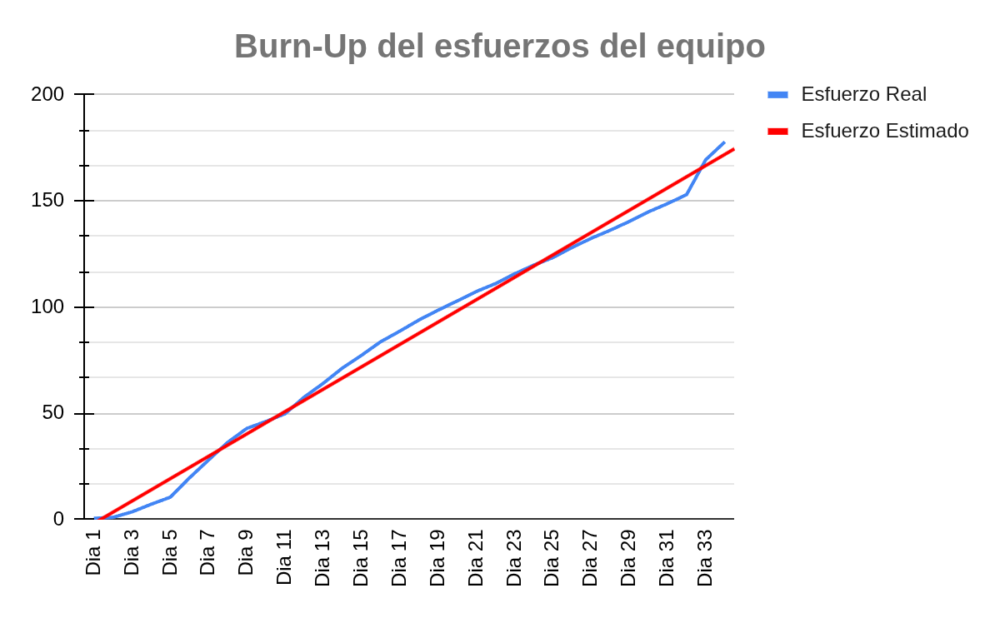 Burn-Up del esfuerzos del equipo
Esfuerzo Real
Esfuerzo Estimado
200
150
100
50
0
Dia 1
Dia 3
Dia 5
Dia 7
Dia 9
Dia 11
Dia 13
Dia 15
Dia 17
Dia 19
Dia 21
Dia 23
Dia 25
Dia 27
Dia 29
Dia 31
Dia 33